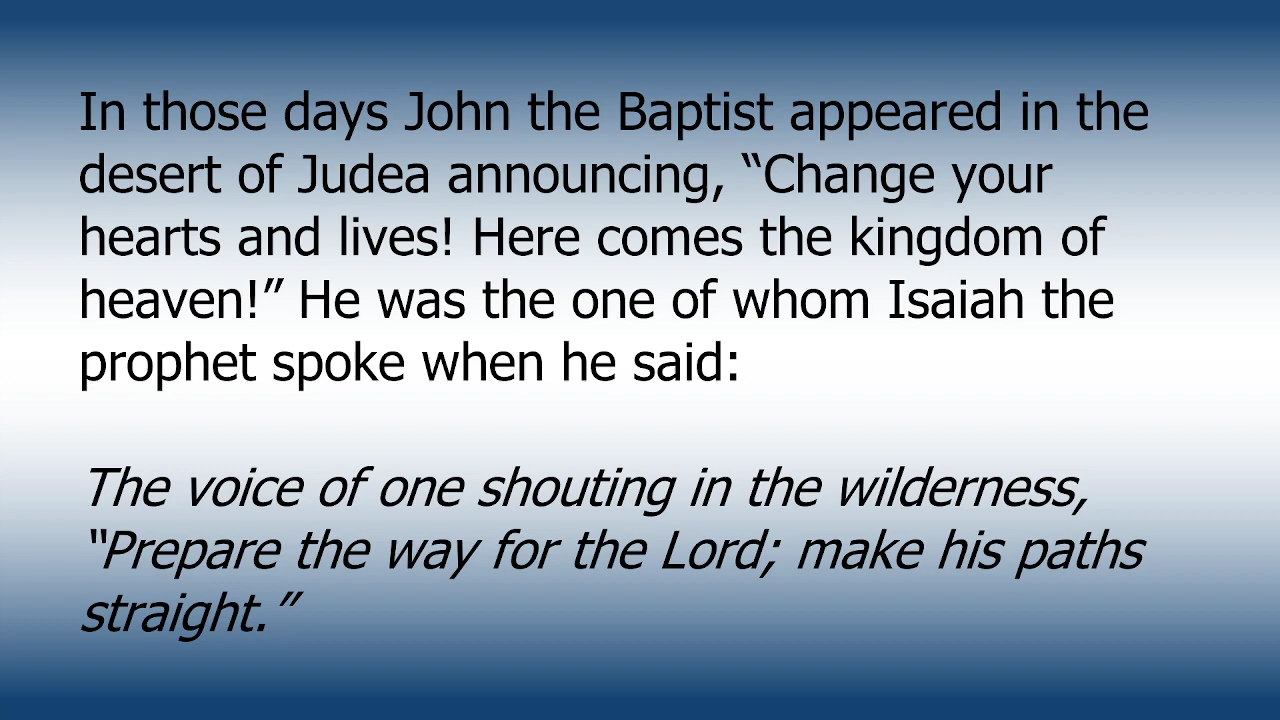 In those days John the Baptist appeared in the
desert of Judea announcing, “Change your
hearts and lives! Here comes the kingdom of
heaven!” He was the one of whom Isaiah the
prophet spoke when he said:
The voice of one shouting in the wilderness,
“Prepare the way for the Lord; make his paths
straight.”